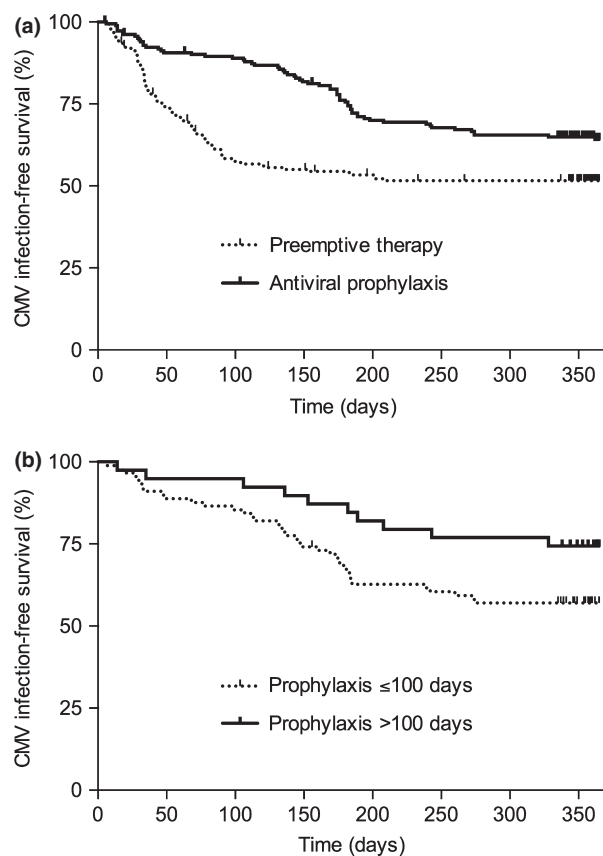 (a)
CMV infection-free survival (%)
100
75
50
25
0
Preemptive therapy
Antiviral prophylaxis
0 50 100 150 200 250 300 350
Time (days)
(b)
CMV infection-free survival (%)
100
75
50
25
0
Prophylaxis ≤100 days
Prophylaxis >100 days
0 50 100 150 200 250 300 350
Time (days)